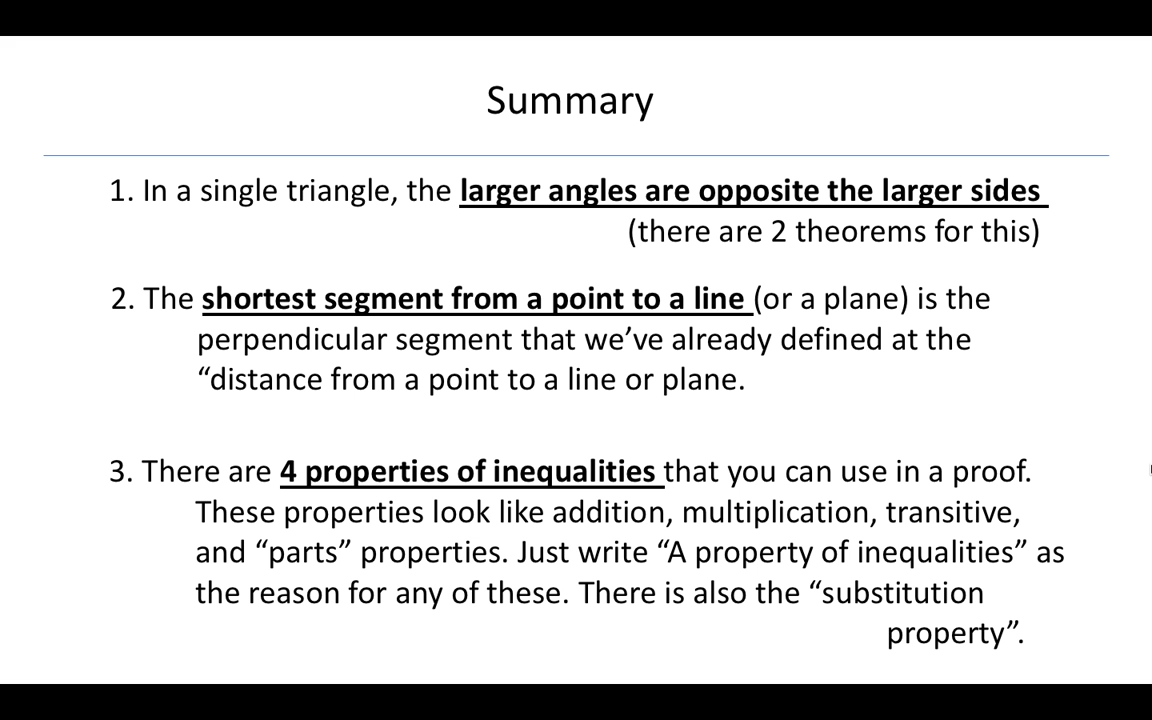 Summary
1. In a single triangle, the larger angles are opposite the larger sides
(there are 2 theorems for this)
2. The shortest segment from a point to a line (or a plane) is the
perpendicular segment that we’ve already defined at the
“distance from a point to a line or plane.
3. There are 4 properties of inequalities that you can use in a proof.
These properties look like addition, multiplication, transitive,
and “parts” properties. Just write “A property of inequalities” as
the reason for any of these. There is also the “substitution
property”.